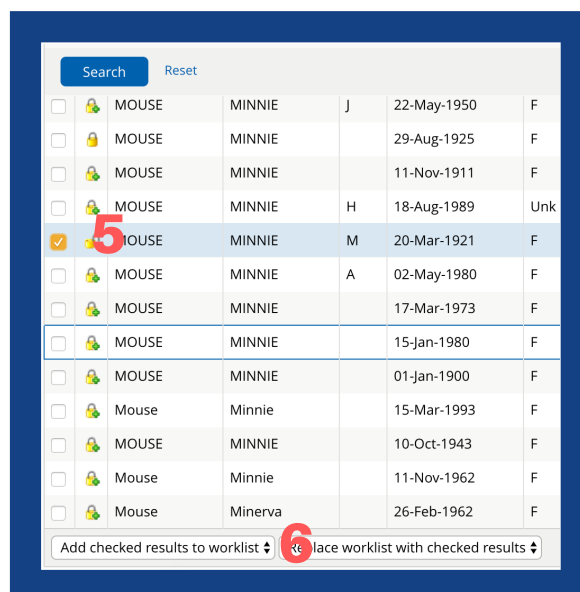 Search Reset
MOUSE MINNIE J 22-May-1950 F
MOUSE MINNIE 29-Aug-1925 F
MOUSE MINNIE 11-Nov-1911 F
MOUSE MINNIE H 18-Aug-1989 Unk
5 MOUSE MINNIE M 20-Mar-1921 F
MOUSE MINNIE A 02-May-1980 F
MOUSE MINNIE 17-Mar-1973 F
MOUSE MINNIE 15-Jan-1980 F
MOUSE MINNIE 01-Jan-1900 F
Mouse Minnie 15-Mar-1993 F
MOUSE MINNIE 10-Oct-1943 F
Mouse Minnie 11-Nov-1962 F
Mouse Minerva 26-Feb-1962 F
Add checked results to worklist 6 Replace worklist with checked results